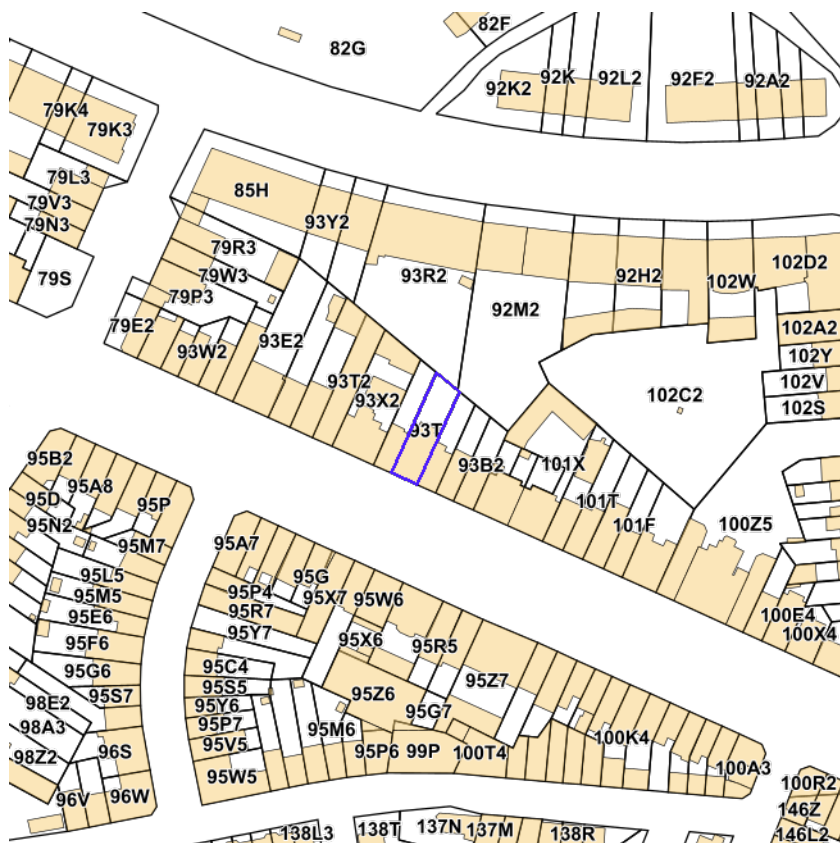 82F
82G
92K
92K2
92L2
92F2
92A2
79K4
79K3
79L3
85H
79V3
93Y2
79N3
79R3
102D2
79S
79W3
93R2
92H2
102W
79P3
92M2
79E2
102A2
93E2
93W2
102Y
93T2
102V
93X2
102C2
102S
93T
95B2
93B2
101X
95A8
95D
101T
95P
95N2
101F
100Z5
95A7
95M7
95L5
95G
95P4
95M5
95X7
95W6
95R7
95E6
100E4
95Y7
95X6
100X4
95F6
95R5
95C4
95G6
95S5
95Z7
95S7
95Z6
98E2
95Y6
95G7
98A3
95P7
95M6
100K4
95V5
96S
95P6
99P
100T4
98Z2
100A3
95W5
100R2
96V
96W
146Z
138L3
138T
137N
137M
138R
146L2